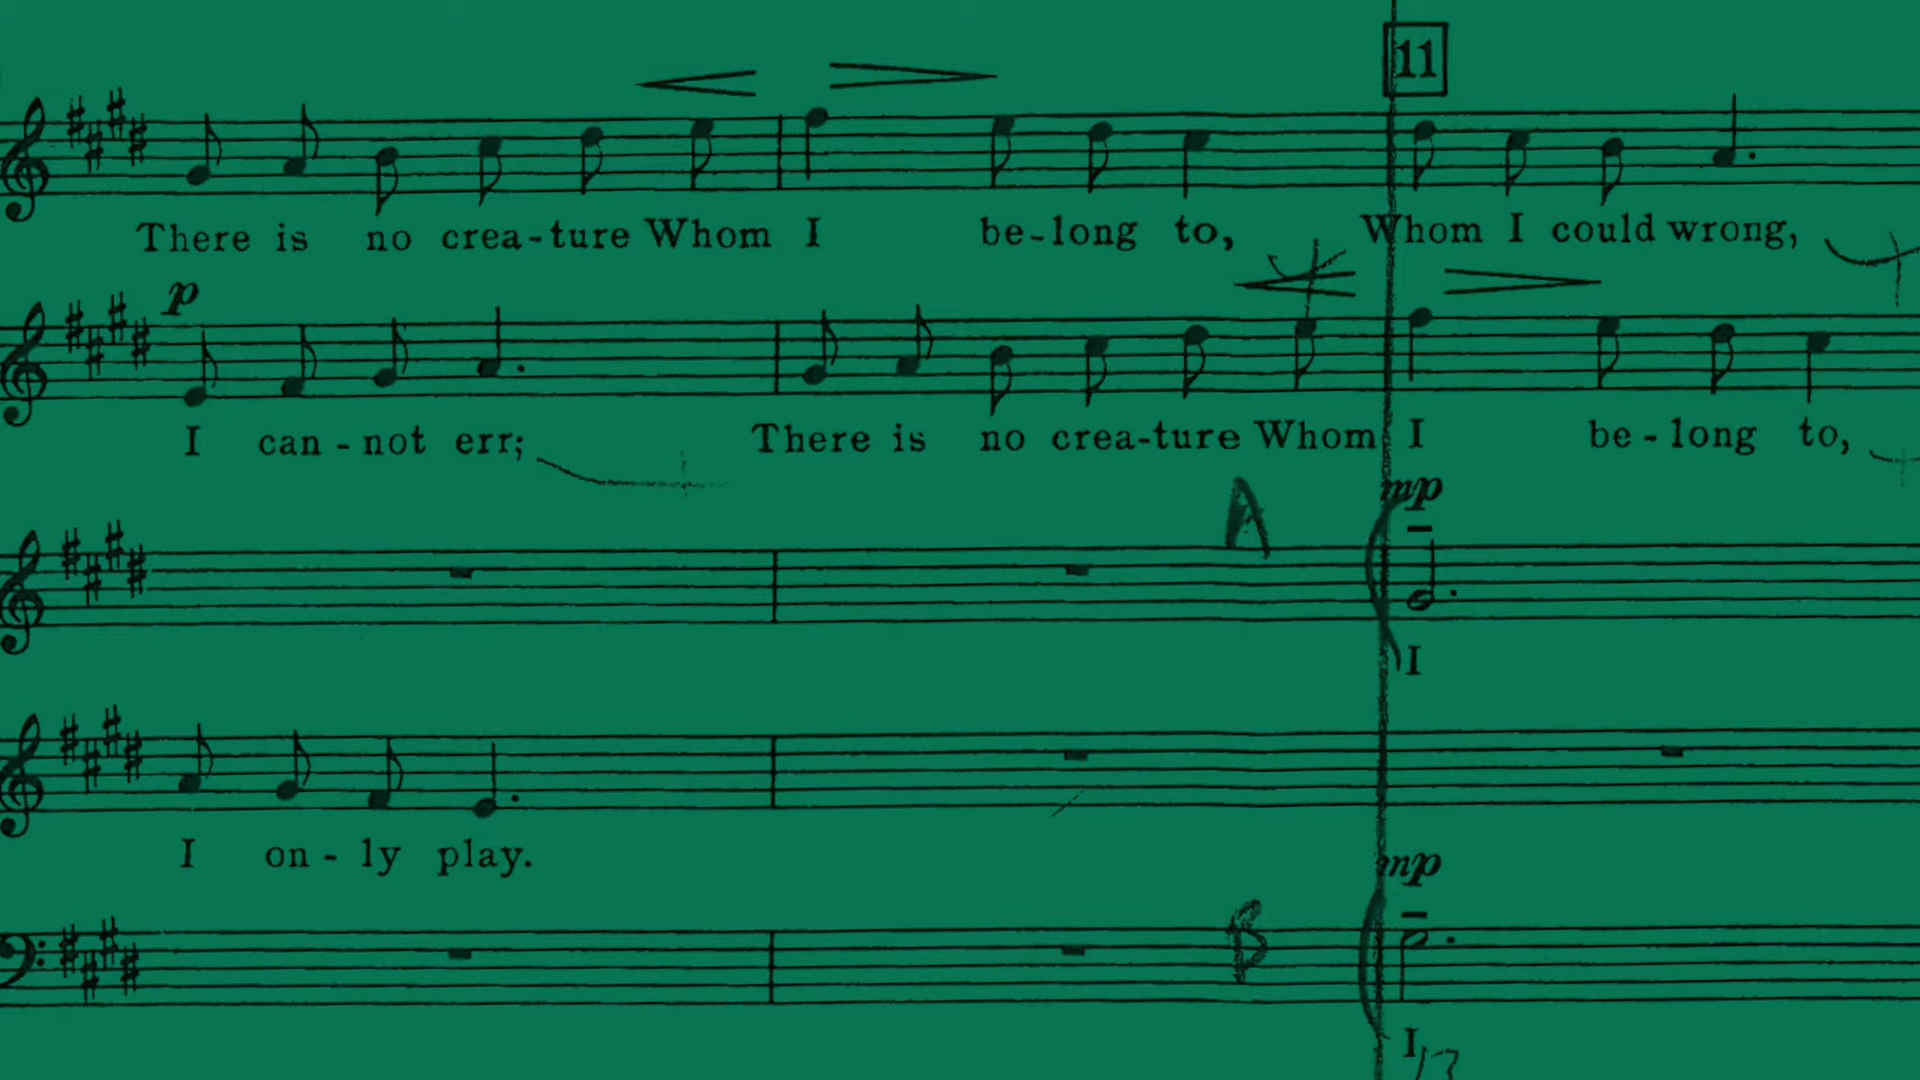 11
There is no crea-ture Whom I be-long to, Whom I could wrong,
p
I can-not err; There is no crea-ture Whom I be-long to,
A
mp
I
I on-ly play.
mp
B
I